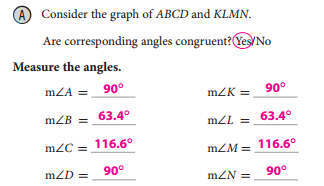 A Consider the graph of ABCD and KLMN.
Are corresponding angles congruent? Yes/No
Measure the angles.
m∠A = 90° m∠K = 90°
m∠B = 63.4° m∠L = 63.4°
m∠C = 116.6° m∠M = 116.6°
m∠D = 90° m∠N = 90°